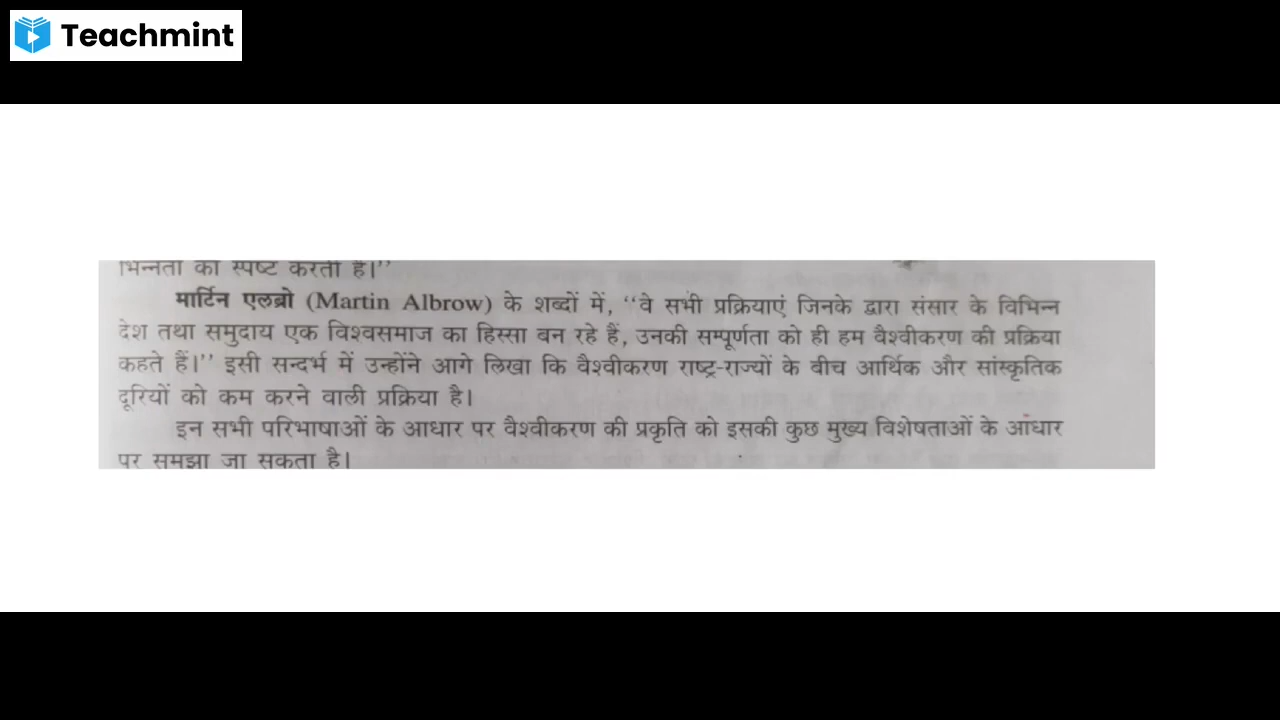 Teachmint
भिन्नता को स्पष्ट करती है।’’
मार्टिन एलब्रो (Martin Albrow) के शब्दों में, ‘‘वे सभी प्रक्रियाएं जिनके द्वारा संसार के विभिन्न
देश तथा समुदाय एक विश्वसमाज का हिस्सा बन रहे हैं, उनकी सम्पूर्णता को ही हम वैश्वीकरण की प्रक्रिया
कहते हैं।’’ इसी सन्दर्भ में उन्होंने आगे लिखा कि वैश्वीकरण राष्ट्र-राज्यों के बीच आर्थिक और सांस्कृतिक
दूरियों को कम करने वाली प्रक्रिया है।
इन सभी परिभाषाओं के आधार पर वैश्वीकरण की प्रकृति को इसकी कुछ मुख्य विशेषताओं के आधार
पर समझा जा सकता है।